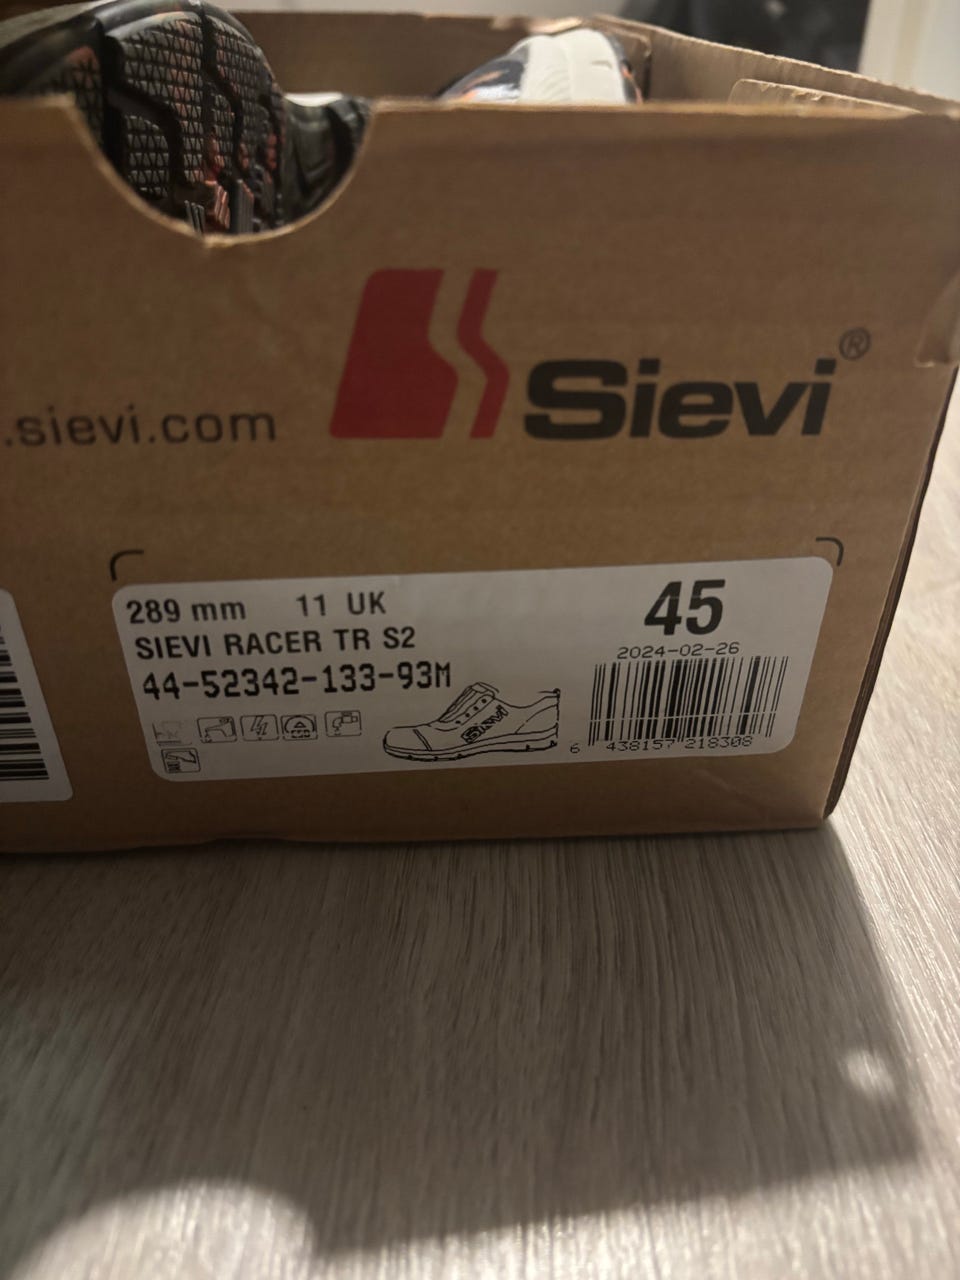 Sievi®
.sievi.com
289 mm 11 UK
45
SIEVI RACER TR S2
2024-02-26
44-52342-133-93M
Sievi
6 438157 218308